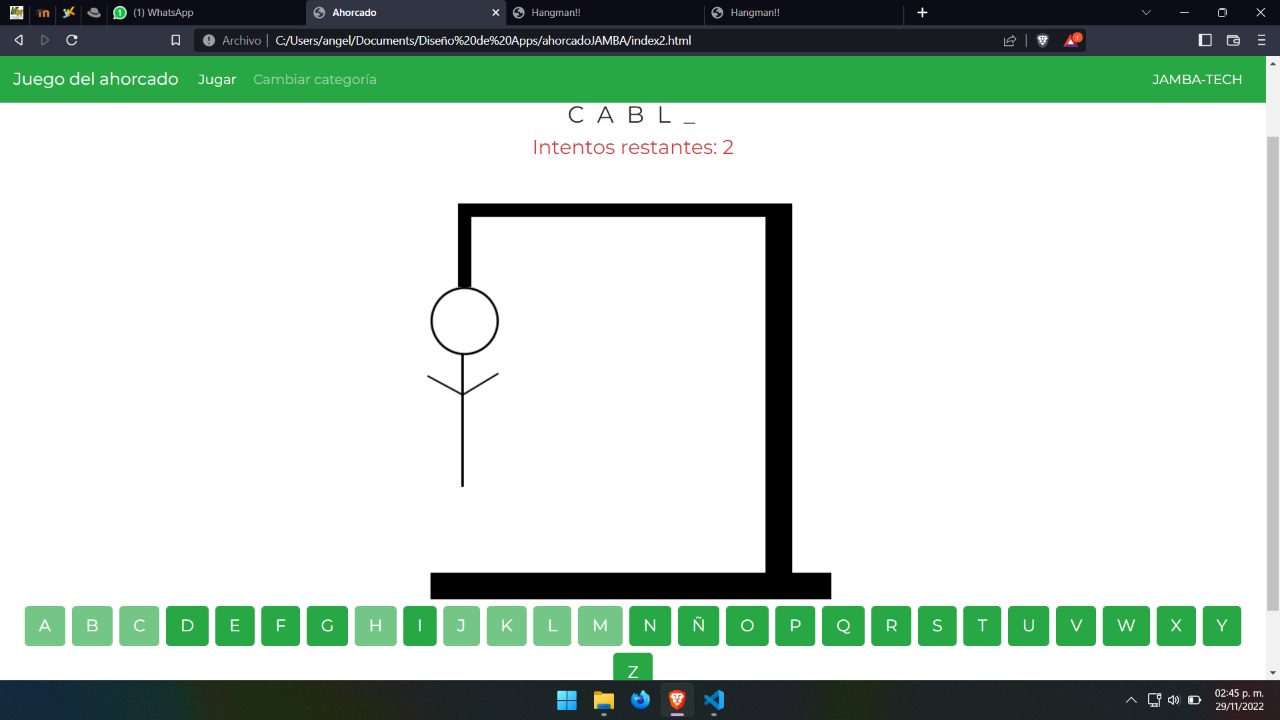 (1) WhatsApp
Ahorcado
Hangman!!
Hangman!!
Archivo
C:/Users/angel/Documents/Diseño%20de%20Apps/ahorcadoJAMBA/index2.html
1
Juego del ahorcado
Jugar
Cambiar categoría
JAMBA-TECH
C A B L _
Intentos restantes: 2
A B C D E F G H I J K L M N Ñ O P Q R S T U V W X Y
Z
02:45 p. m.
29/11/2022